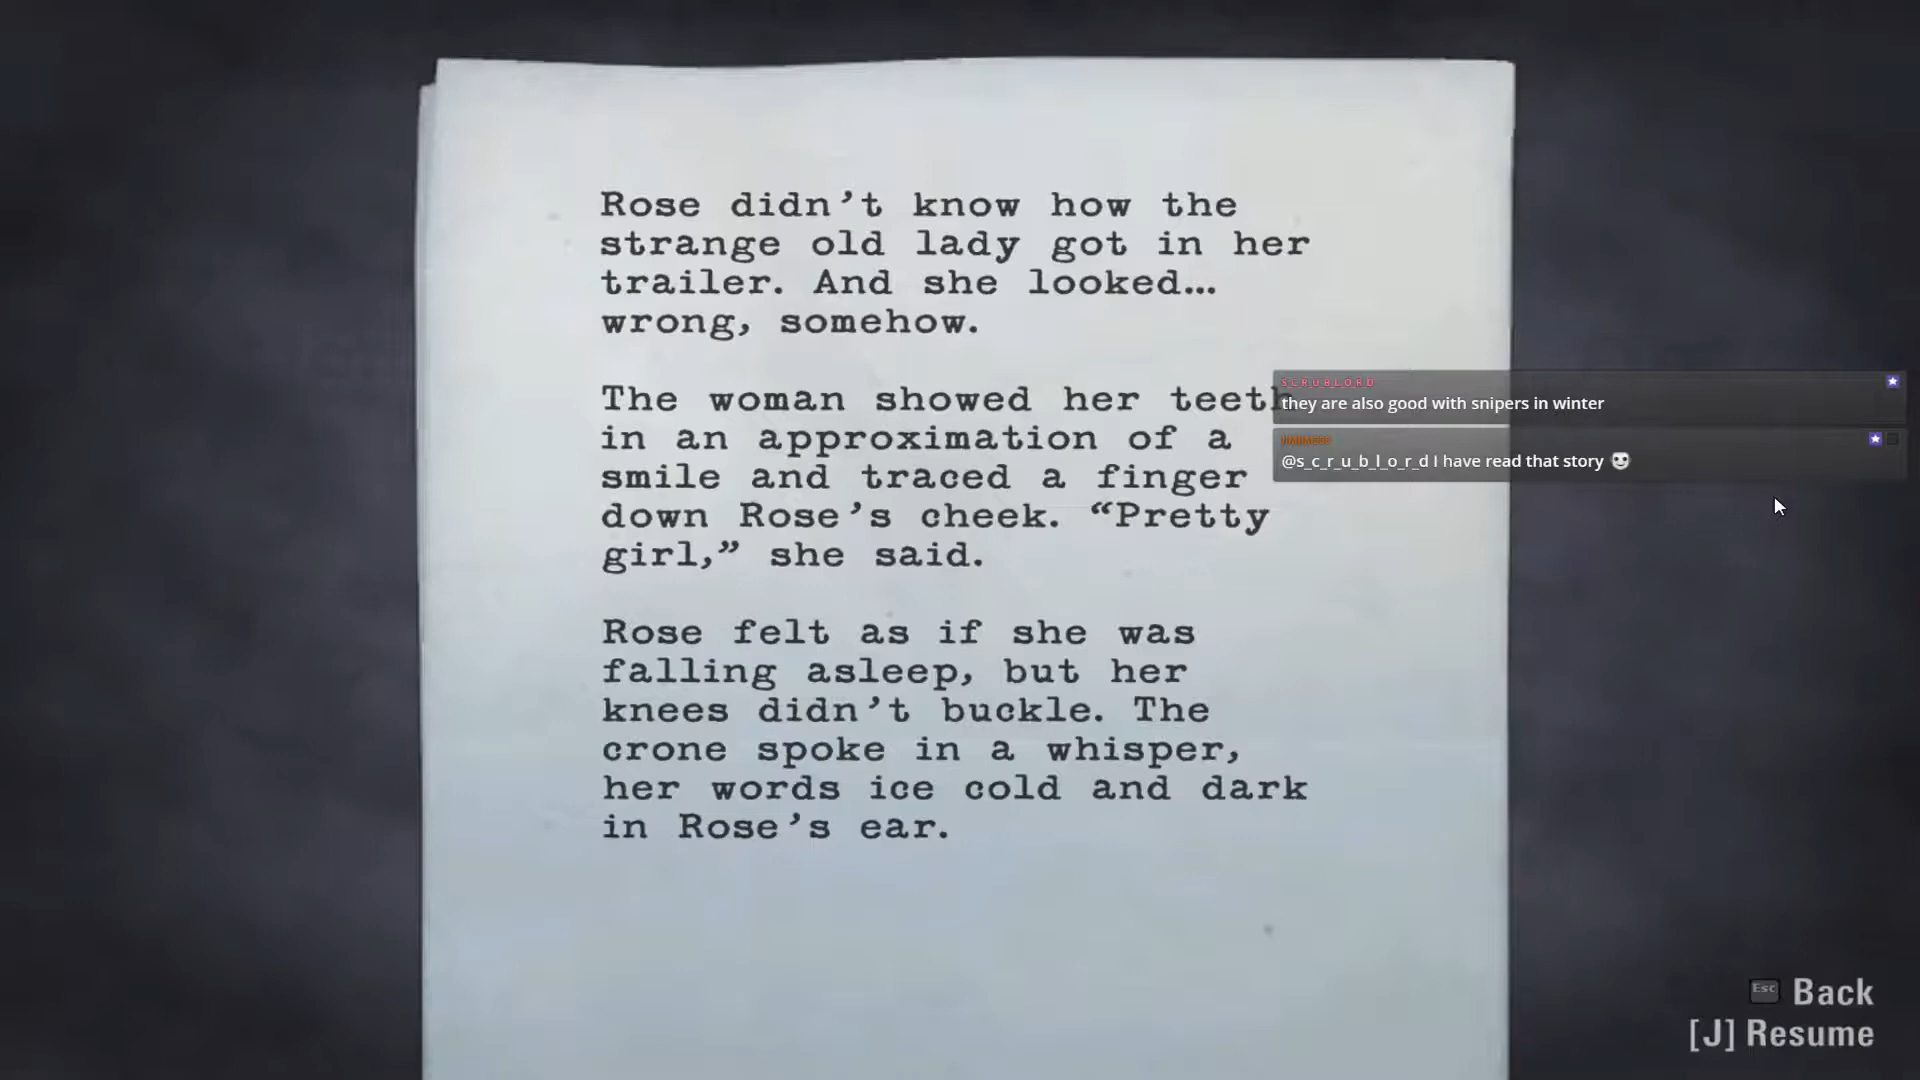 Rose didn’t know how the
strange old lady got in her
trailer. And she looked…
wrong, somehow.
The woman showed her teeth
in an approximation of a
smile and traced a finger
down Rose’s cheek. “Pretty
girl,” she said.
Rose felt as if she was
falling asleep, but her
knees didn’t buckle. The
crone spoke in a whisper,
her words ice cold and dark
in Rose’s ear.
S_C_R_U_B_L_O_R_D
they are also good with snipers in winter
@s_c_r_u_b_l_o_r_d I have read that story
Esc Back
[J] Resume